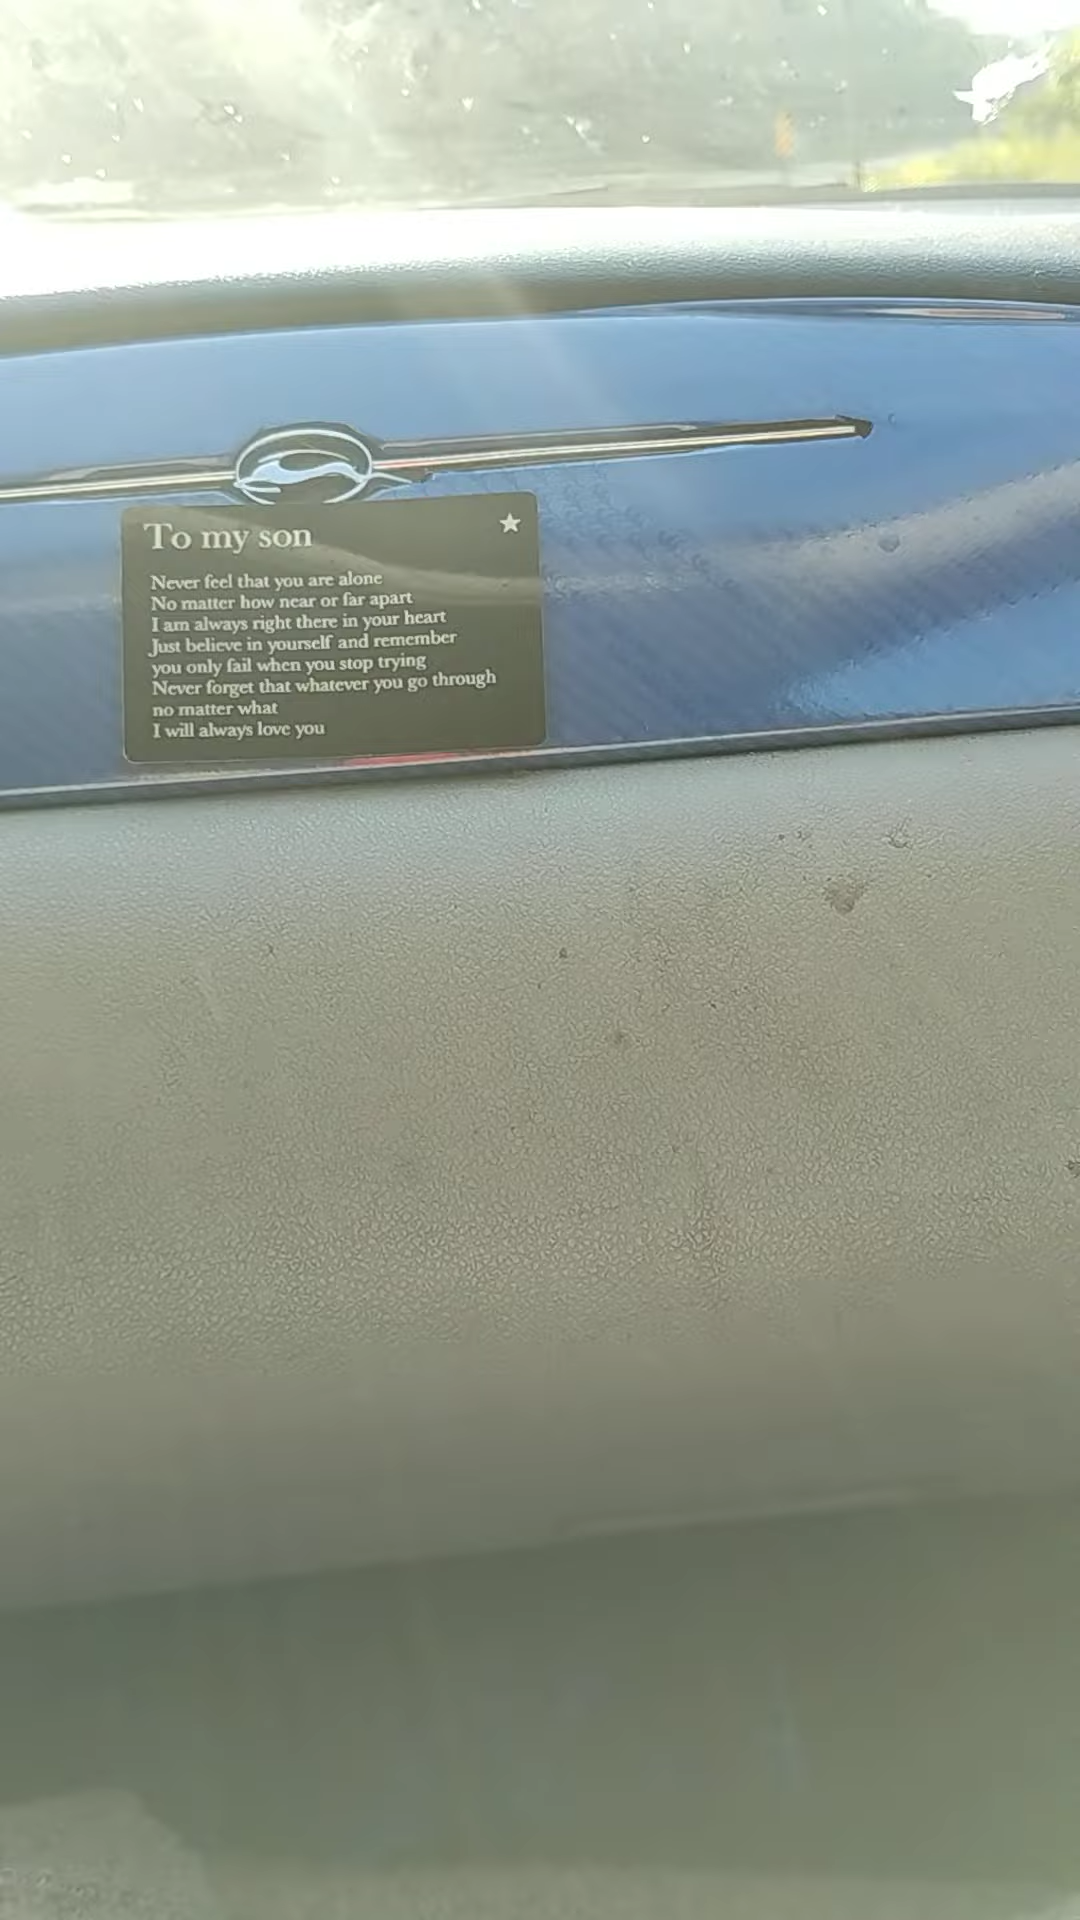 To my son
Never feel that you are alone
No matter how near or far apart
I am always right there in your heart
Just believe in yourself and remember
you only fail when you stop trying
Never forget that whatever you go through
no matter what
I will always love you